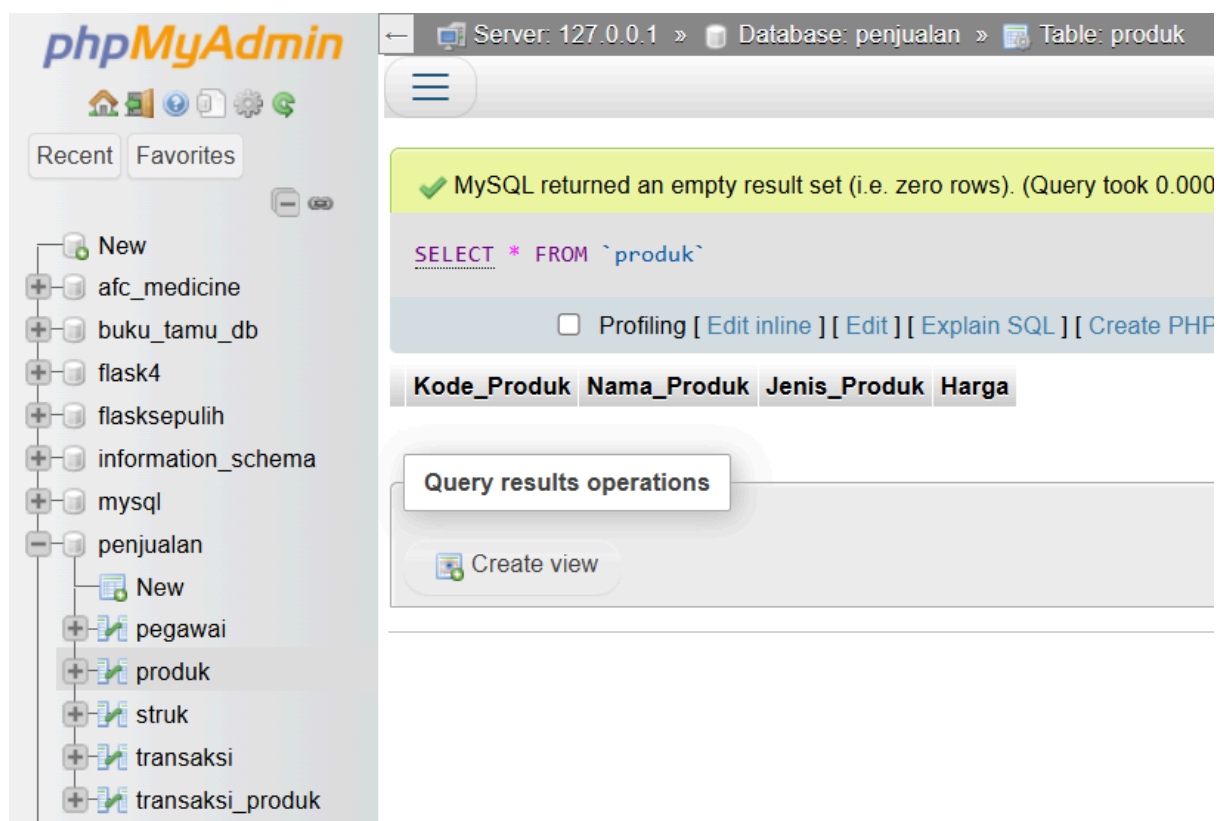 phpMyAdmin
Recent Favorites
New
afc_medicine
buku_tamu_db
flask4
flasksepulih
information_schema
mysql
penjualan
New
pegawai
produk
struk
transaksi
transaksi_produk
Server: 127.0.0.1 » Database: penjualan » Table: produk
MySQL returned an empty result set (i.e. zero rows). (Query took 0.000
SELECT * FROM `produk`
Profiling [ Edit inline ] [ Edit ] [ Explain SQL ] [ Create PHP
Kode_Produk Nama_Produk Jenis_Produk Harga
Query results operations
Create view